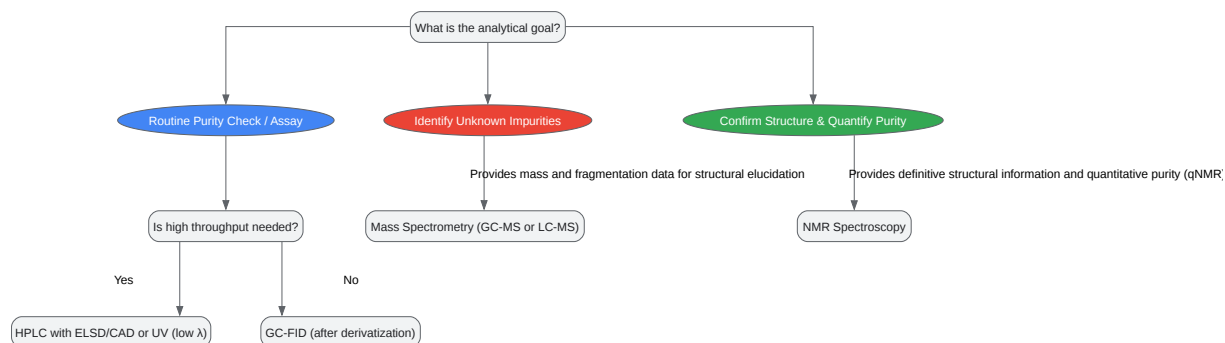 What is the analytical goal?
Routine Purity Check / Assay
Identify Unknown Impurities
Confirm Structure & Quantify Purity
Provides mass and fragmentation data for structural elucidation
Provides definitive structural information and quantitative purity (qNMR)
Is high throughput needed?
Mass Spectrometry (GC-MS or LC-MS)
NMR Spectroscopy
Yes
No
HPLC with ELSD/CAD or UV (low λ)
GC-FID (after derivatization)